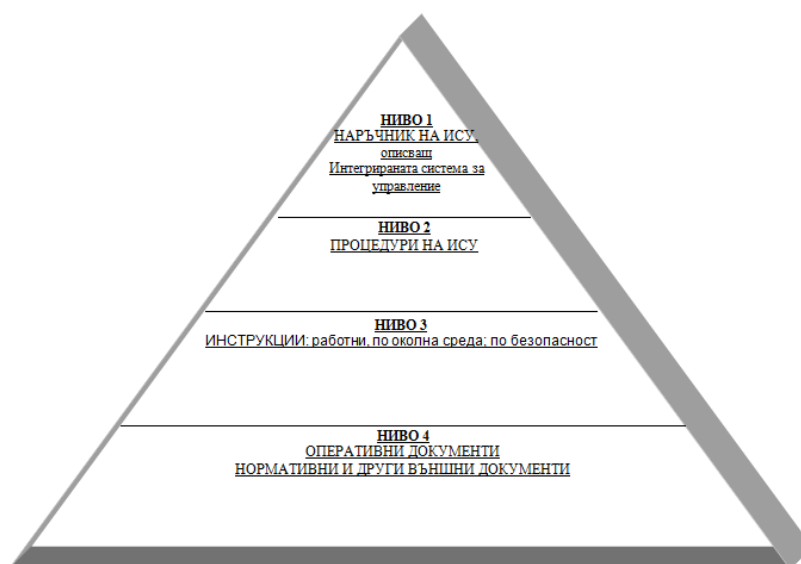 НИВО 1
НАРЪЧНИК НА ИСУ,
описващ
Интегрираната система за
управление
НИВО 2
ПРОЦЕДУРИ НА ИСУ
НИВО 3
ИНСТРУКЦИИ: работни, по околна среда; по безопасност
НИВО 4
ОПЕРАТИВНИ ДОКУМЕНТИ
НОРМАТИВНИ И ДРУГИ ВЪНШНИ ДОКУМЕНТИ